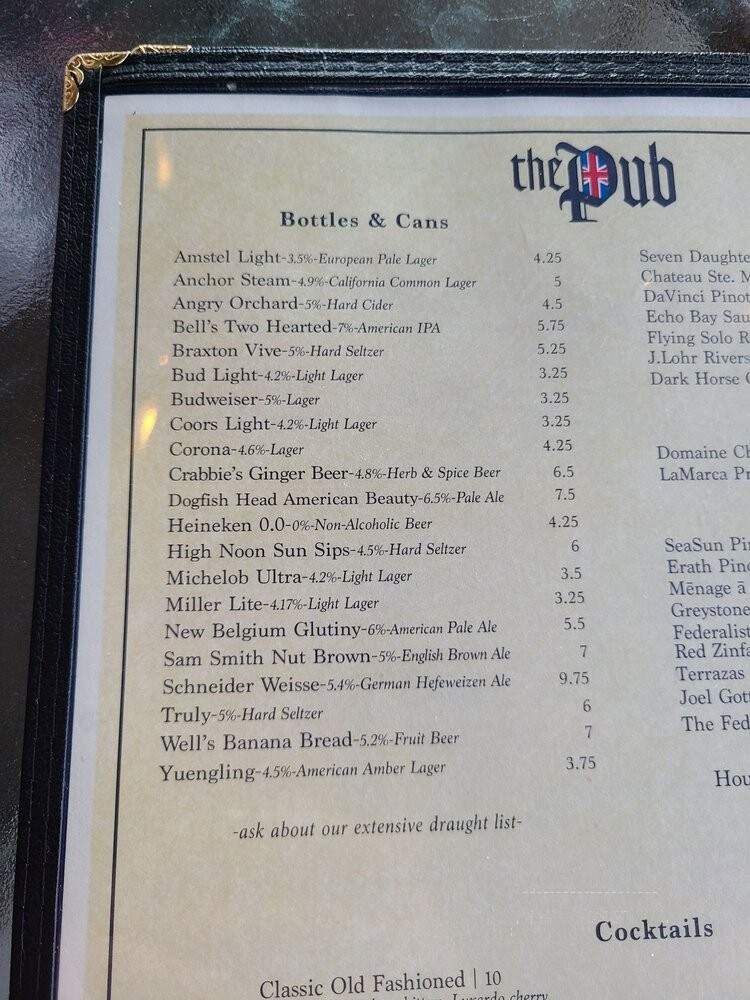 the Pub
Bottles & Cans
Amstel Light-3.5%-European Pale Lager 4.25
Anchor Steam-4.9%-California Common Lager 5
Angry Orchard-5%-Hard Cider 4.5
Bell's Two Hearted-7%-American IPA 5.75
Braxton Vive-5%-Hard Seltzer 5.25
Bud Light-4.2%-Light Lager 3.25
Budweiser-5%-Lager 3.25
Coors Light-4.2%-Light Lager 3.25
Corona-4.6%-Lager 4.25
Crabbie's Ginger Beer-4.8%-Herb & Spice Beer 6.5
Dogfish Head American Beauty-6.5%-Pale Ale 7.5
Heineken 0.0-0%-Non-Alcoholic Beer 4.25
High Noon Sun Sips-4.5%-Hard Seltzer 6
Michelob Ultra-4.2%-Light Lager 3.5
Miller Lite-4.17%-Light Lager 3.25
New Belgium Glutiny-6%-American Pale Ale 5.5
Sam Smith Nut Brown-5%-English Brown Ale 7
Schneider Weisse-5.4%-German Hefeweizen Ale 9.75
Truly-5%-Hard Seltzer 6
Well's Banana Bread-5.2%-Fruit Beer 7
Yuengling-4.5%-American Amber Lager 3.75
-ask about our extensive draught list-
Seven Daughte
Chateau Ste. M
DaVinci Pinot
Echo Bay Sau
Flying Solo R
J.Lohr Rivers
Dark Horse
Domaine Ch
LaMarca Pr
SeaSun Pi
Erath Pino
Mēnage ā
Greystone
Federalist
Red Zinfa
Terrazas
Joel Gott
The Fed
Hou
Cocktails
Classic Old Fashioned | 10
Luxardo cherry